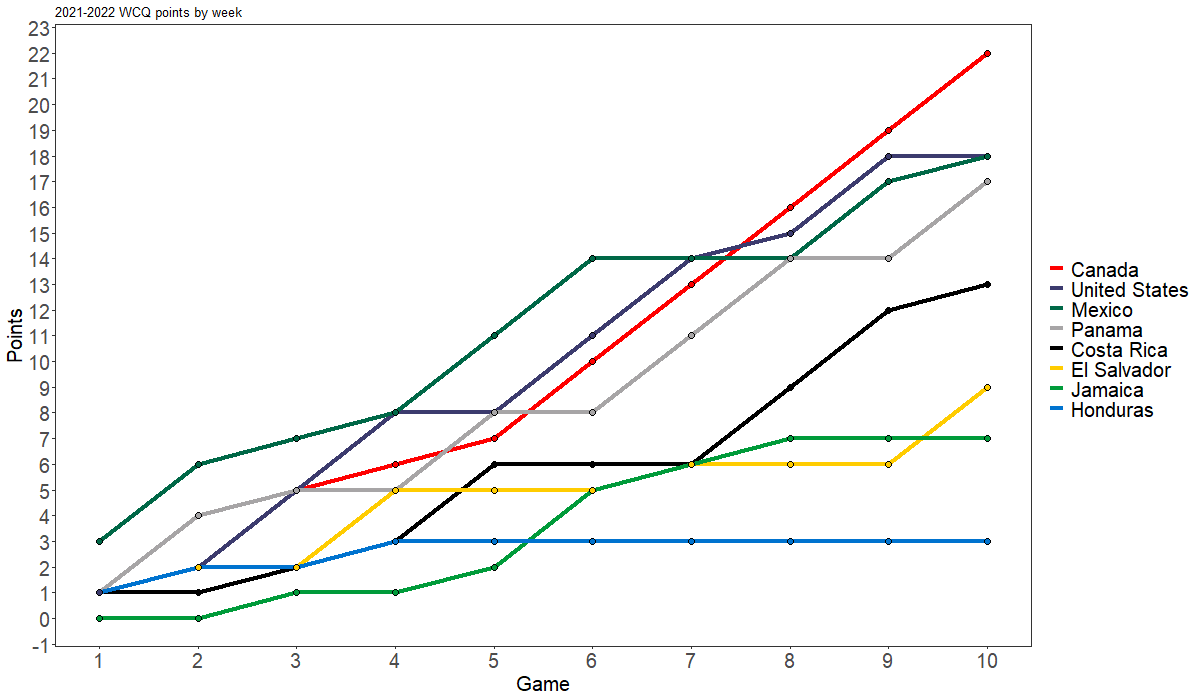 2021-2022 WCQ points by week
23
22
21
20
19
18
17
16
15
14
13
12
11
10
9
8
7
6
5
4
3
2
1
0
-1
Points
1 2 3 4 5 6 7 8 9 10
Game
Canada
United States
Mexico
Panama
Costa Rica
El Salvador
Jamaica
Honduras